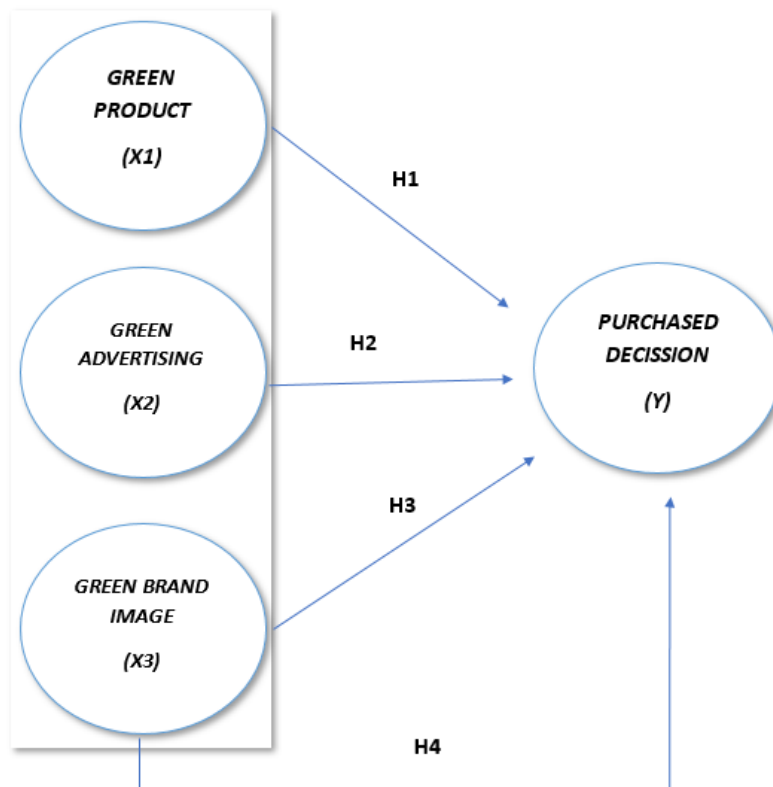 GREEN
PRODUCT
(X1)
H1
GREEN
ADVERTISING
(X2)
H2
PURCHASED
DECISSION
(Y)
H3
GREEN BRAND
IMAGE
(X3)
H4